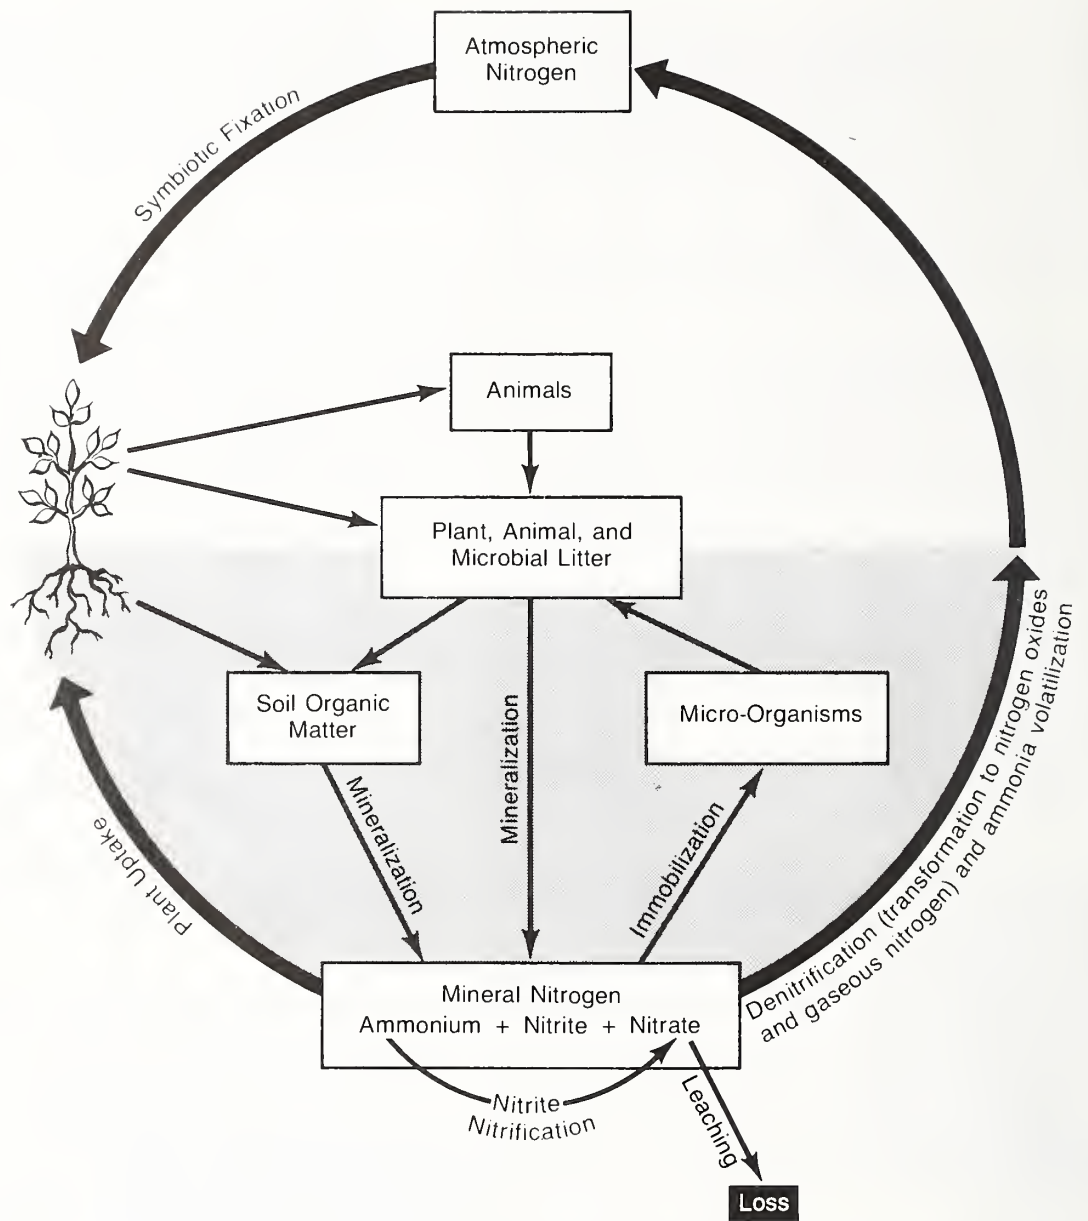 Atmospheric
Nitrogen
Symbiotic Fixation
Animals
Plant, Animal, and
Microbial Litter
Soil Organic
Matter
Micro-Organisms
Mineralization
Mineralization
Immobilization
Plant Uptake
Denitrification (transformation to nitrogen oxides
and gaseous nitrogen) and ammonia volatilization
Mineral Nitrogen
Ammonium + Nitrite + Nitrate
Nitrite
Nitrification
Leaching
Loss